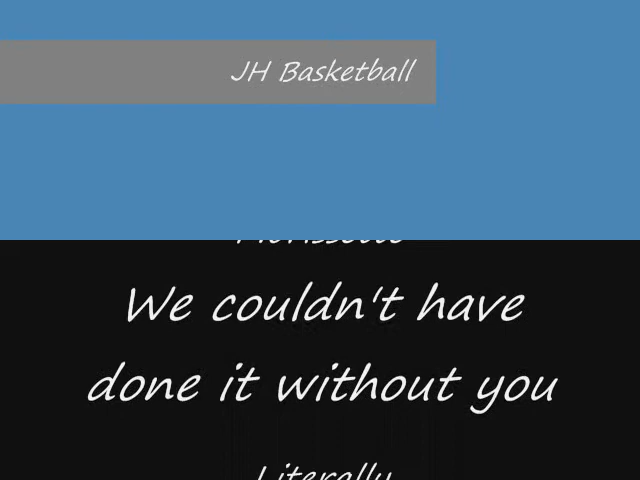 JH Basketball
We couldn't have
done it without you
Literally